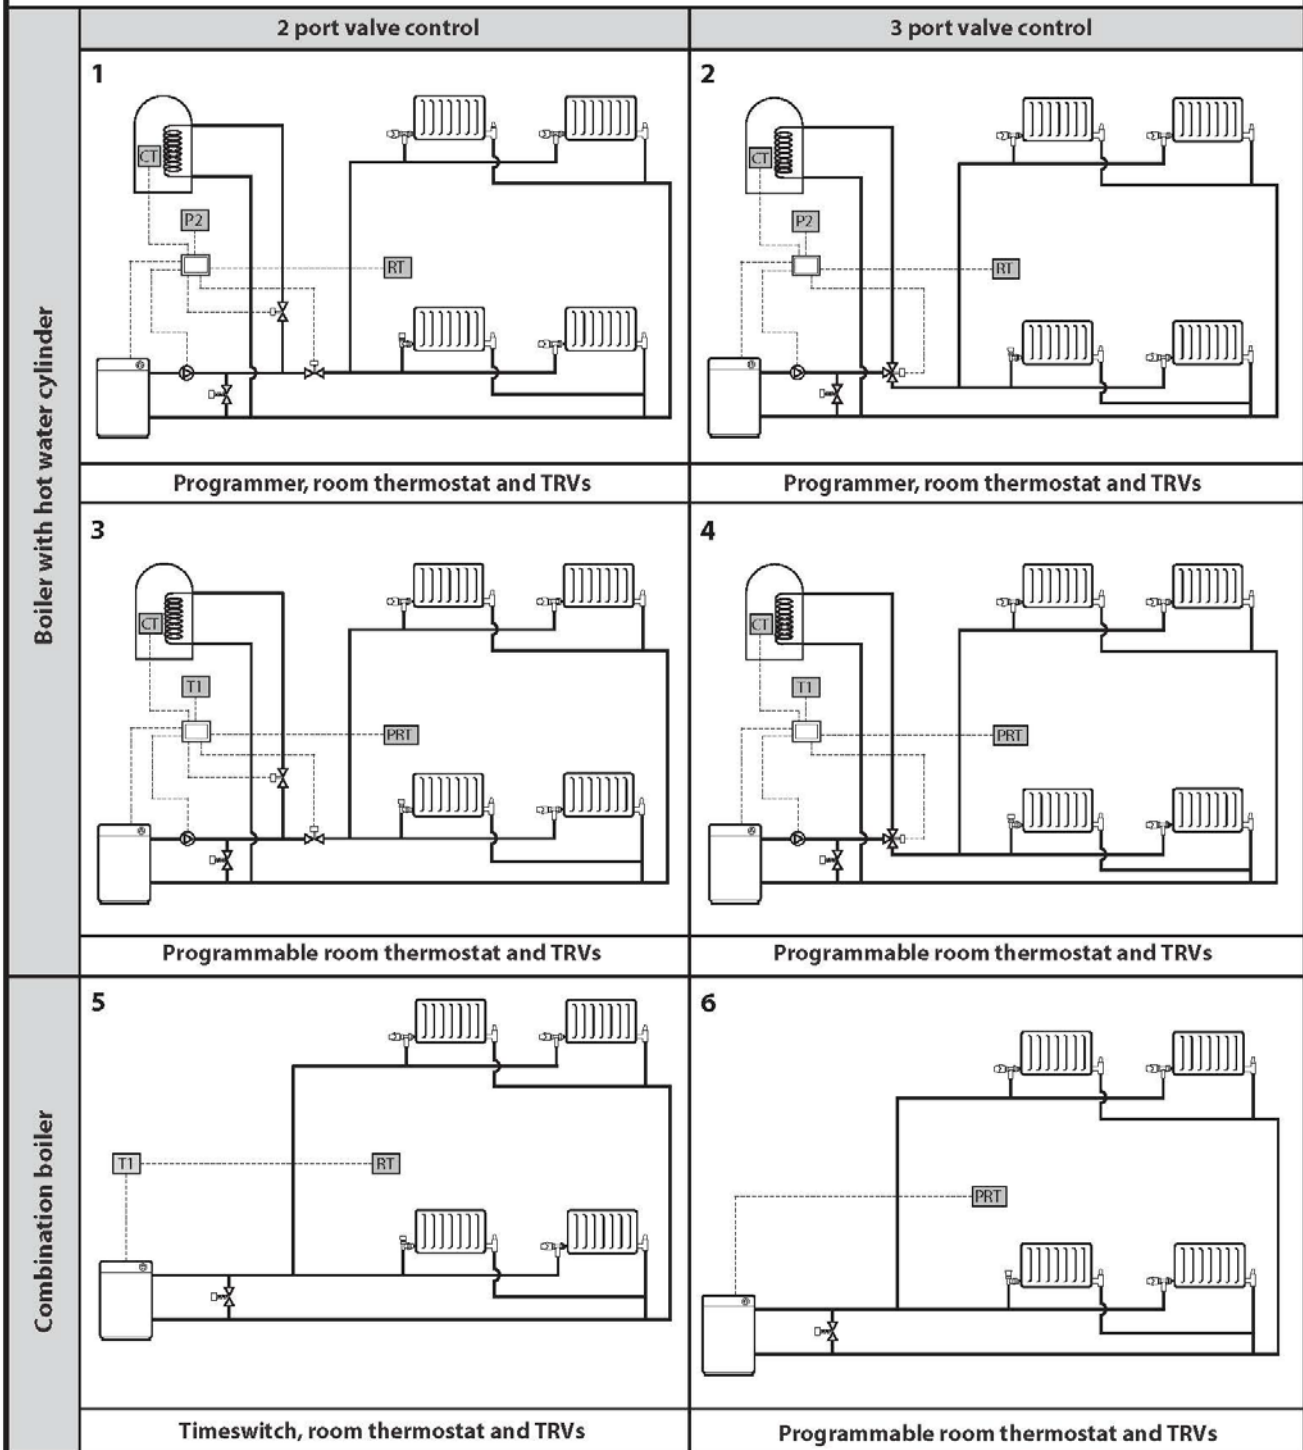 2 port valve control
3 port valve control
Boiler with hot water cylinder
1
CT
P2
RT
Programmer, room thermostat and TRVs
2
CT
P2
RT
Programmer, room thermostat and TRVs
3
CT
T1
PRT
Programmable room thermostat and TRVs
4
CT
T1
PRT
Programmable room thermostat and TRVs
Combination boiler
5
T1
RT
Timeswitch, room thermostat and TRVs
6
PRT
Programmable room thermostat and TRVs